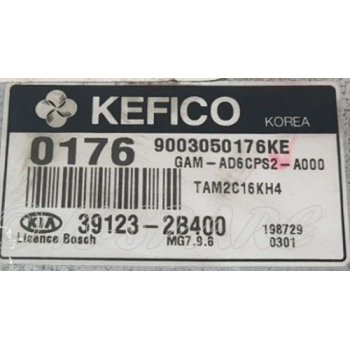 KEFICO KOREA
0176 9003050176KE
GAM-AD6CPS2-A000
TAM2C16KH4
KIA 39123-2B400
Licence Bosch MG7.9.8 198729
0301